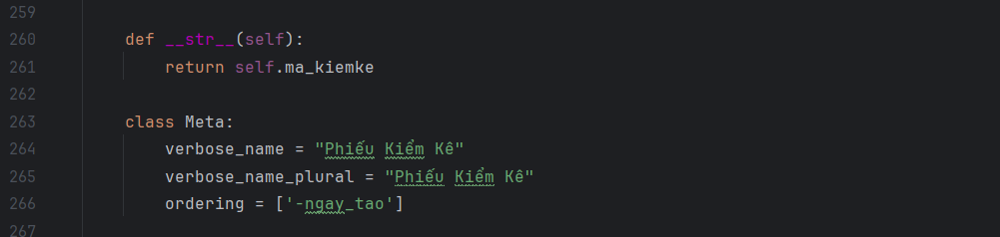 259
260 def __str__(self):
261 return self.ma_kiemke
262
263 class Meta:
264 verbose_name = "Phiếu Kiểm Kê"
265 verbose_name_plural = "Phiếu Kiểm Kê"
266 ordering = ['-ngay_tao']
267